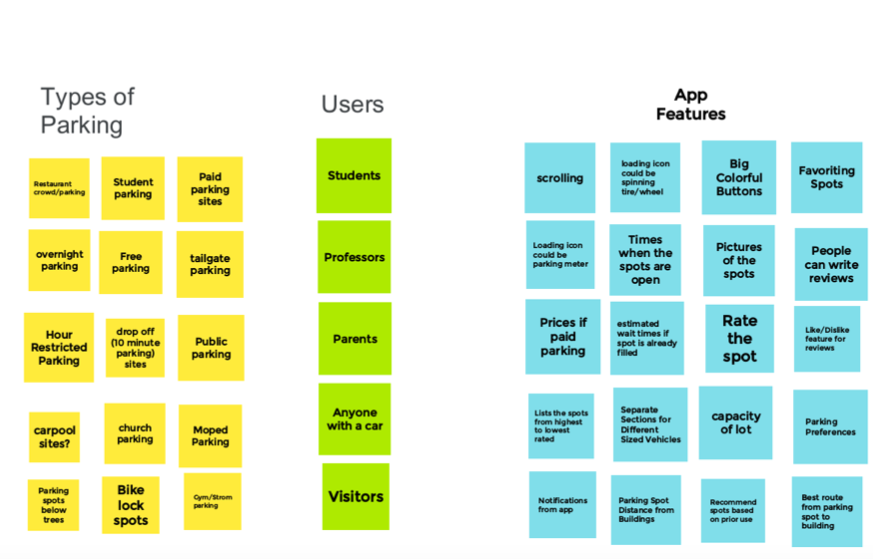 Types of
Parking
Users
App
Features
Restaurant
crowd/parking
Student
parking
Paid
parking
sites
overnight
parking
Free
parking
tailgate
parking
Hour
Restricted
Parking
drop off
(10 minute
parking)
sites
Public
parking
carpool
sites?
church
parking
Moped
Parking
Parking
spots
below
trees
Bike
lock
spots
Gym/Strom
parking
Students
Professors
Parents
Anyone
with a car
Visitors
scrolling
loading icon
could be
spinning
tire/wheel
Big
Colorful
Buttons
Favoriting
Spots
Loading icon
could be
parking meter
Times
when the
spots are
open
Pictures
of the
spots
People
can write
reviews
Prices if
paid
parking
estimated
wait times if
spot is already
filled
Rate
the
spot
Like/Dislike
feature for
reviews
Lists the spots
from highest
to lowest
rated
Separate
Sections for
Different
Sized Vehicles
capacity
of lot
Parking
Preferences
Notifications
from app
Parking Spot
Distance from
Buildings
Recommend
spots based
on prior use
Best route
from parking
spot to
building